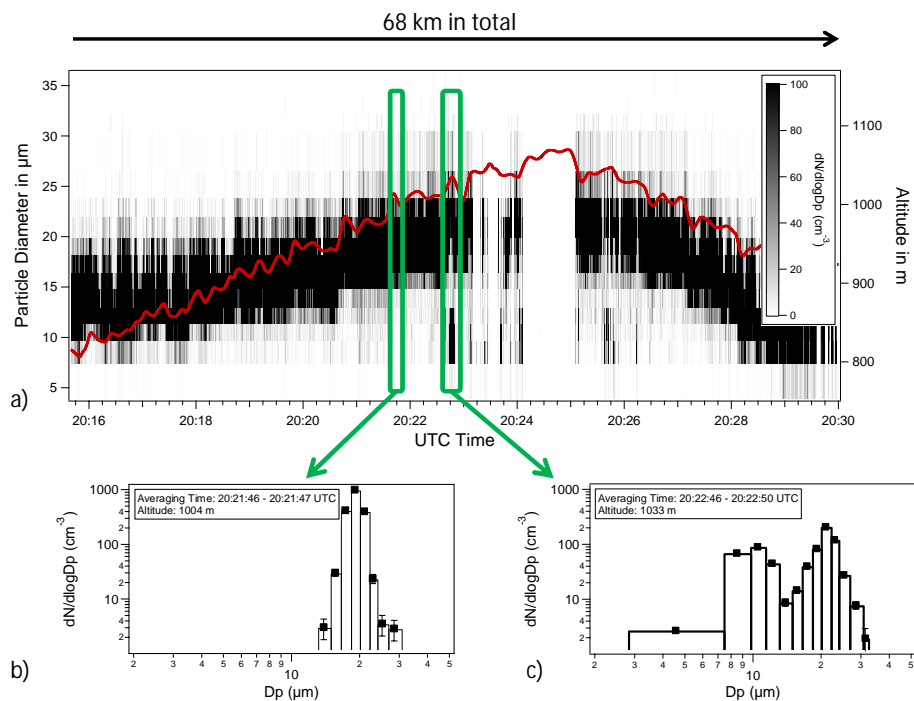 68 km in total
a)
Particle Diameter in µm
35
30
25
20
15
10
5
100
80
60
40
20
0
dN/dlogDp (cm⁻³)
1100
1000
900
800
Altitude in m
20:16 20:18 20:20 20:22 20:24 20:26 20:28 20:30
UTC Time
b)
dN/dlogDp (cm⁻³)
Averaging Time: 20:21:46 - 20:21:47 UTC
Altitude: 1004 m
1000
4
2
100
4
2
10
4
2
2 3 4 5 6 7 8 9 10 2 3 4 5
Dp (µm)
c)
dN/dlogDp (cm⁻³)
Averaging Time: 20:22:46 - 20:22:50 UTC
Altitude: 1033 m
1000
4
2
100
4
2
10
4
2
2 3 4 5 6 7 8 9 10 2 3 4 5
Dp (µm)